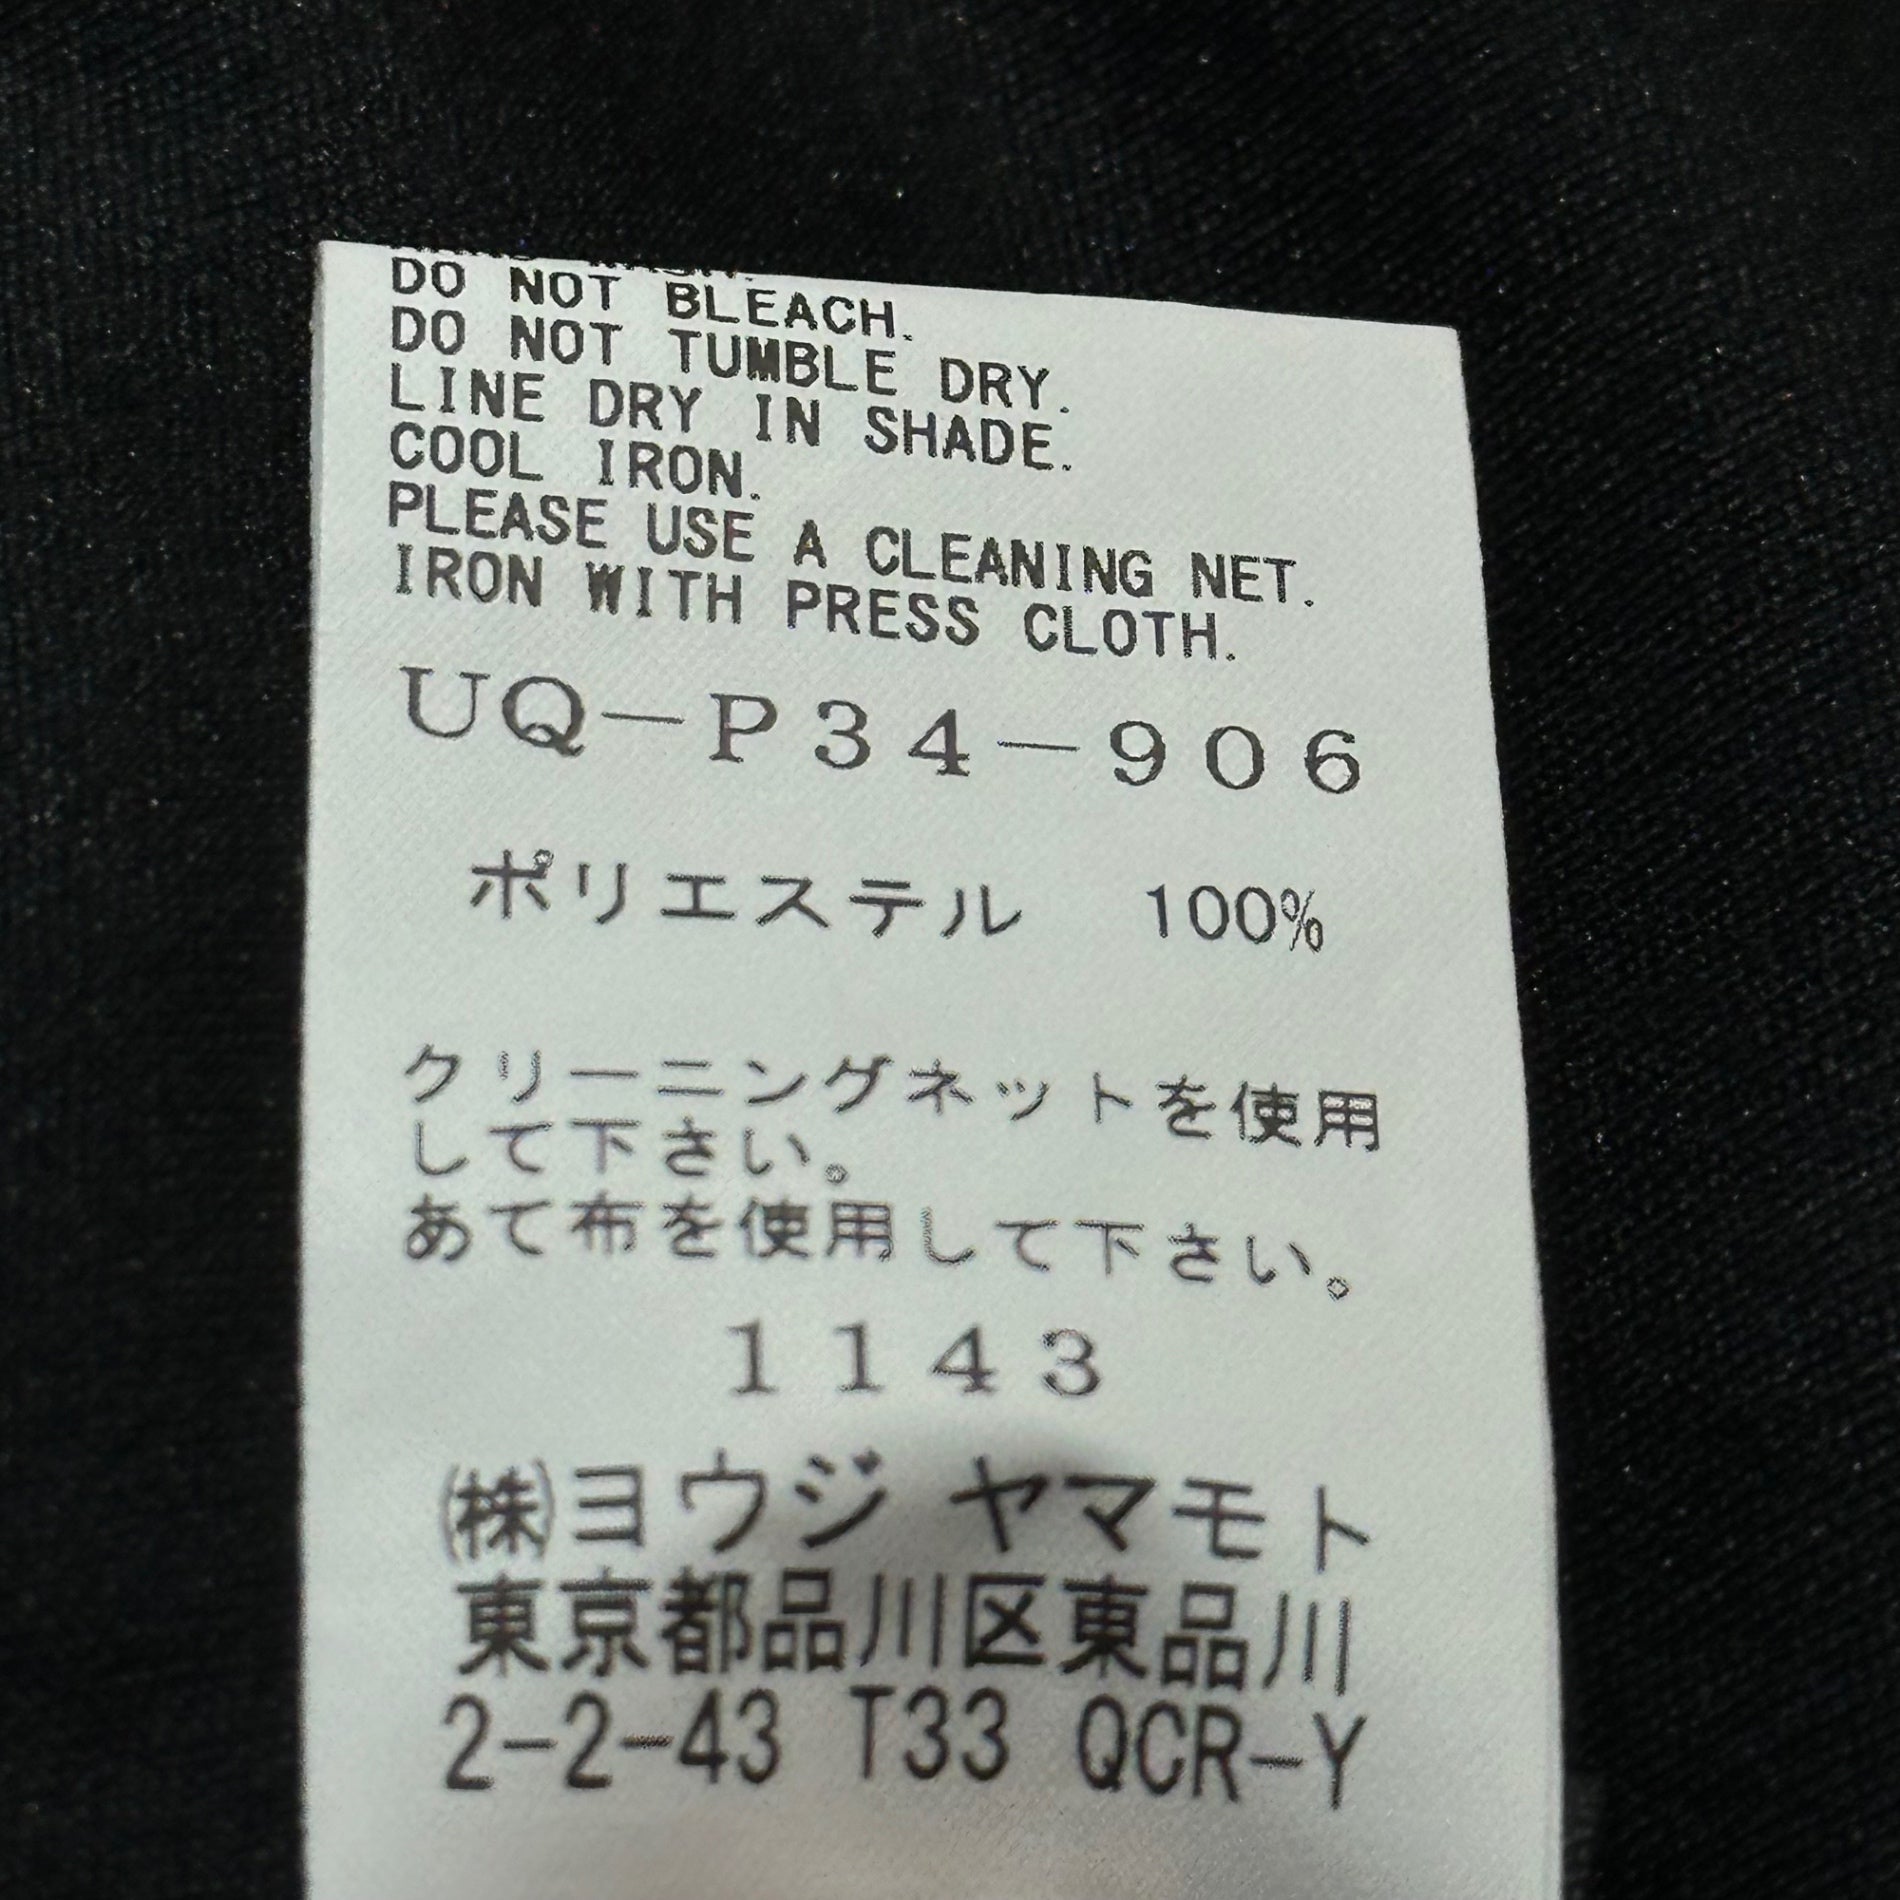 DO NOT BLEACH.
DO NOT TUMBLE DRY.
LINE DRY IN SHADE.
COOL IRON.
PLEASE USE A CLEANING NET.
IRON WITH PRESS CLOTH.
UQ－P34－906
ポリエステル 100%
クリーニングネットを使用
して下さい。
あて布を使用して下さい。
1143
㈱ヨウジ ヤマモト
東京都品川区東品川
2-2-43 T33 QCR-Y